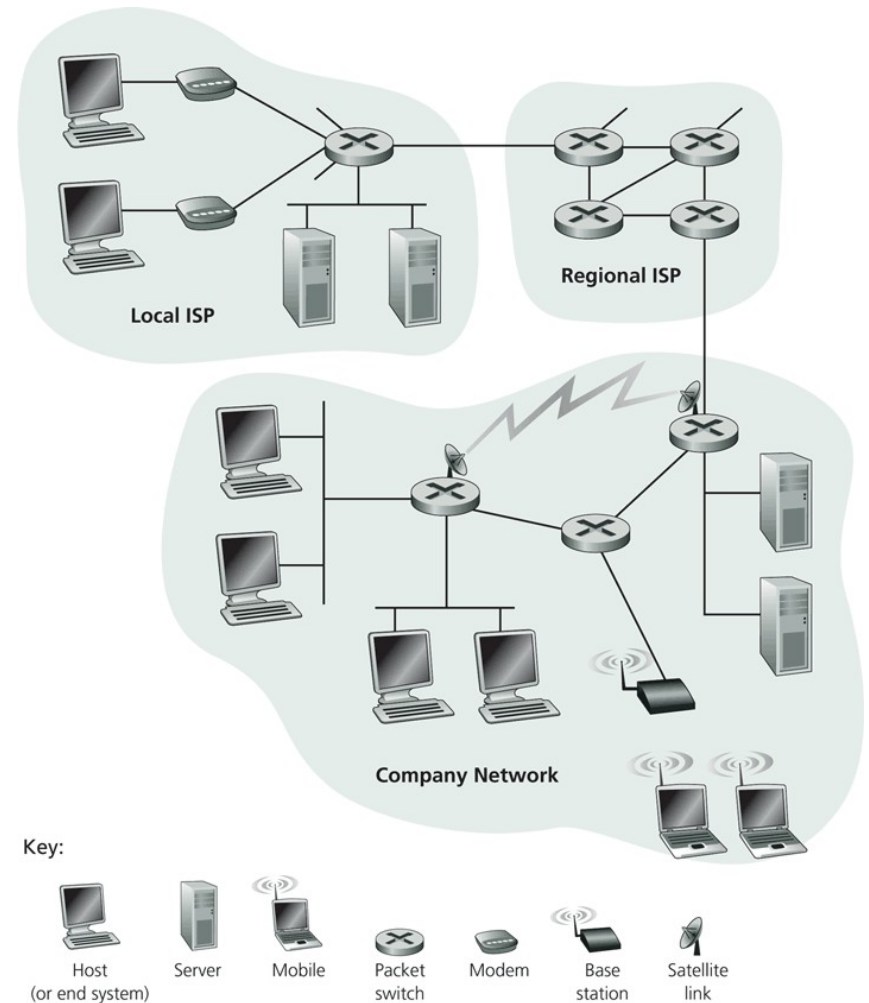 Local ISP
Regional ISP
Company Network
Key:
Host
(or end system)
Server
Mobile
Packet
switch
Modem
Base
station
Satellite
link